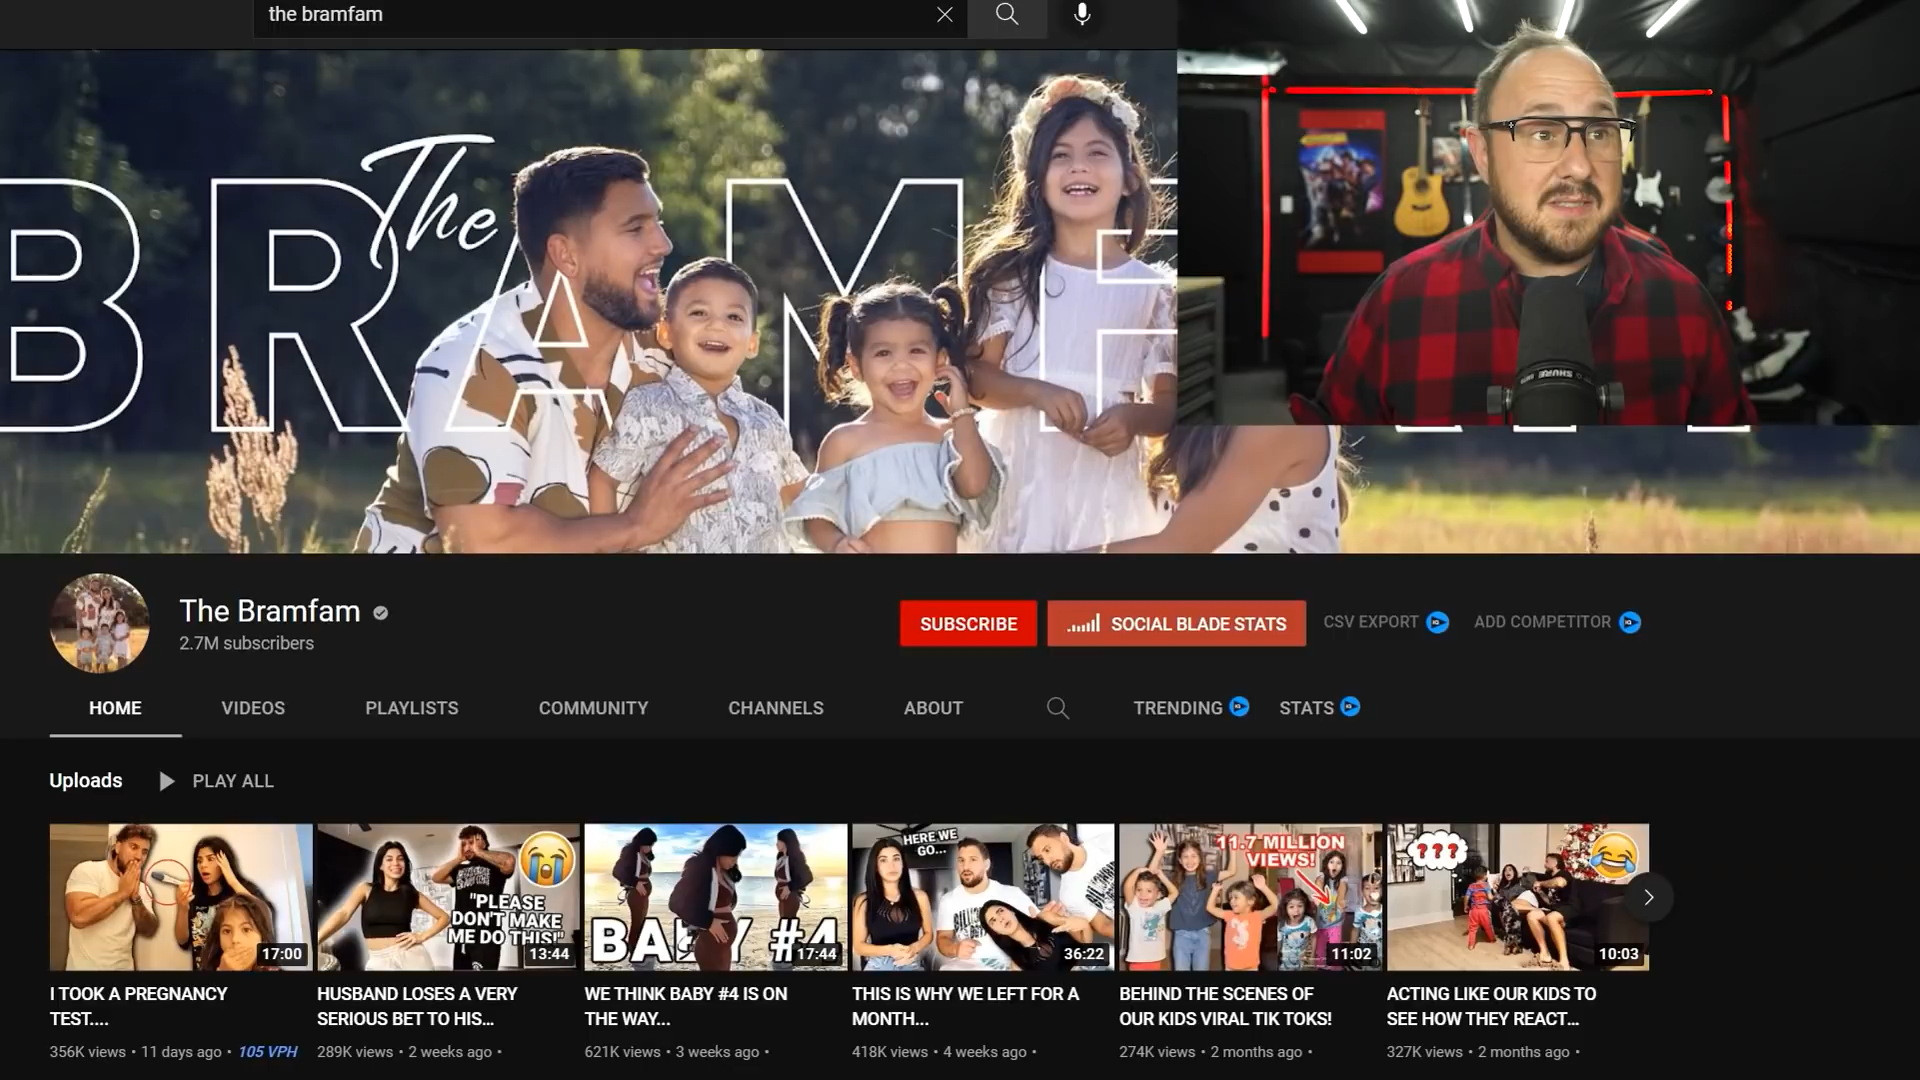 the bramfam
The
BRAMF
The Bramfam
2.7M subscribers
SUBSCRIBE
SOCIAL BLADE STATS
CSV EXPORT
ADD COMPETITOR
HOME
VIDEOS
PLAYLISTS
COMMUNITY
CHANNELS
ABOUT
TRENDING
STATS
Uploads
PLAY ALL
17:00
"PLEASE
DON'T MAKE
ME DO THIS!"
13:44
BABY #4
17:44
HERE WE
GO...
36:22
11.7 MILLION
VIEWS!
11:02
???
10:03
I TOOK A PREGNANCY
TEST....
356K views • 11 days ago • 105 VPH
HUSBAND LOSES A VERY
SERIOUS BET TO HIS...
289K views • 2 weeks ago •
WE THINK BABY #4 IS ON
THE WAY...
621K views • 3 weeks ago •
THIS IS WHY WE LEFT FOR A
MONTH...
418K views • 4 weeks ago •
BEHIND THE SCENES OF
OUR KIDS VIRAL TIK TOKS!
274K views • 2 months ago •
ACTING LIKE OUR KIDS TO
SEE HOW THEY REACT...
327K views • 2 months ago •
SHURE